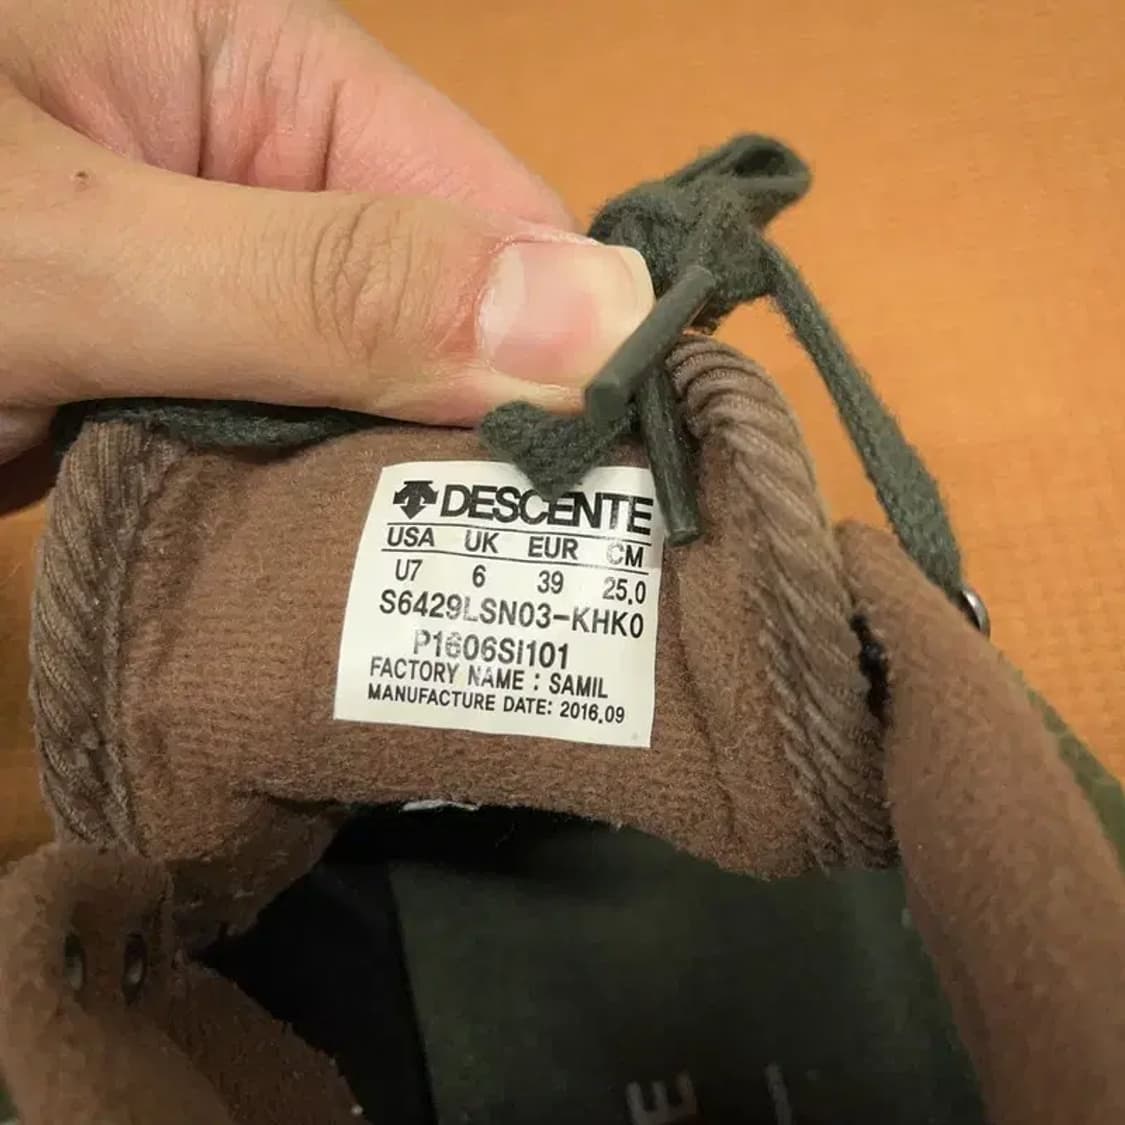 DESCENTE
USA UK EUR CM
U7 6 39 25.0
S6429LSN03-KHK0
P1606SI101
FACTORY NAME : SAMIL
MANUFACTURE DATE: 2016.09